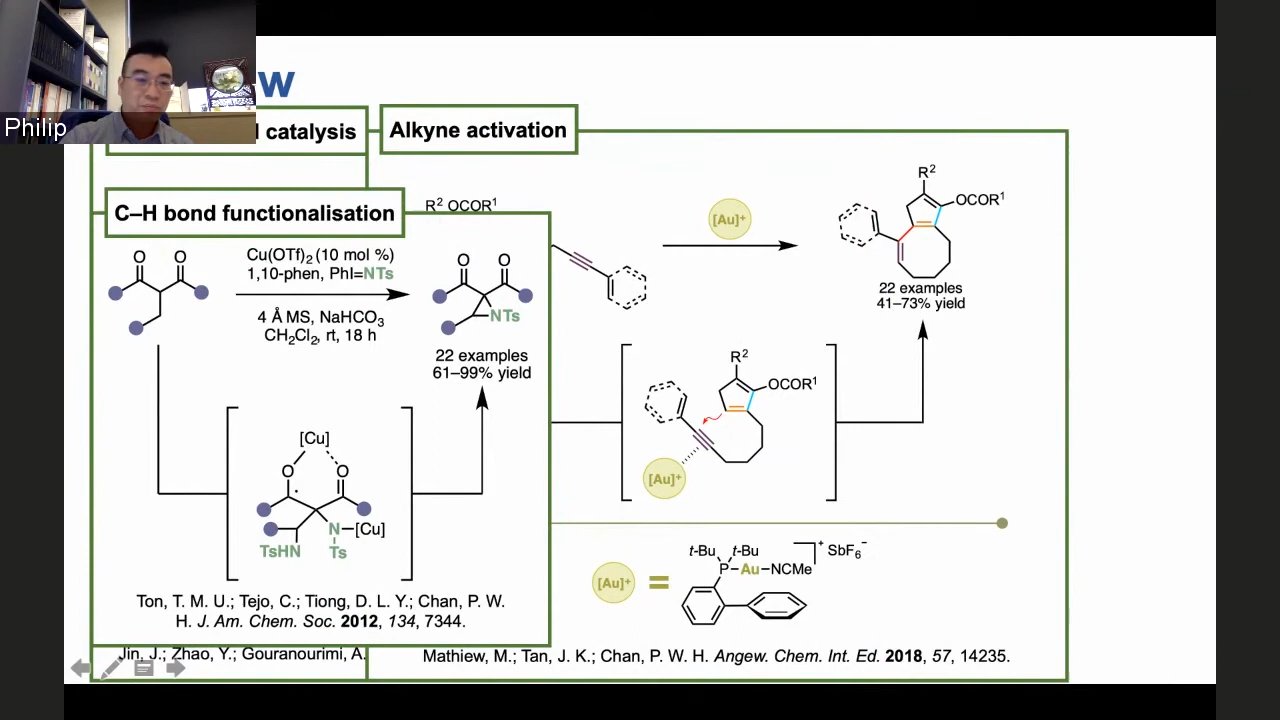 Philip
w
l catalysis
Alkyne activation
C–H bond functionalisation
R² OCOR¹
[Au]⁺
R²
OCOR¹
22 examples
41–73% yield
O O
Cu(OTf)₂ (10 mol %)
1,10-phen, PhI=NTs
4 Å MS, NaHCO₃
CH₂Cl₂, rt, 18 h
O O
NTs
22 examples
61–99% yield
R²
OCOR¹
[Au]⁺
[Cu]
O O
N–[Cu]
TsHN Ts
Ton, T. M. U.; Tejo, C.; Tiong, D. L. Y.; Chan, P. W.
H. J. Am. Chem. Soc. 2012, 134, 7344.
[Au]⁺ =
t-Bu t-Bu + SbF₆⁻
P–Au–NCMe
Jin, J.; Zhao, Y.; Gouranourimi, A.
Mathiew, M.; Tan, J. K.; Chan, P. W. H. Angew. Chem. Int. Ed. 2018, 57, 14235.